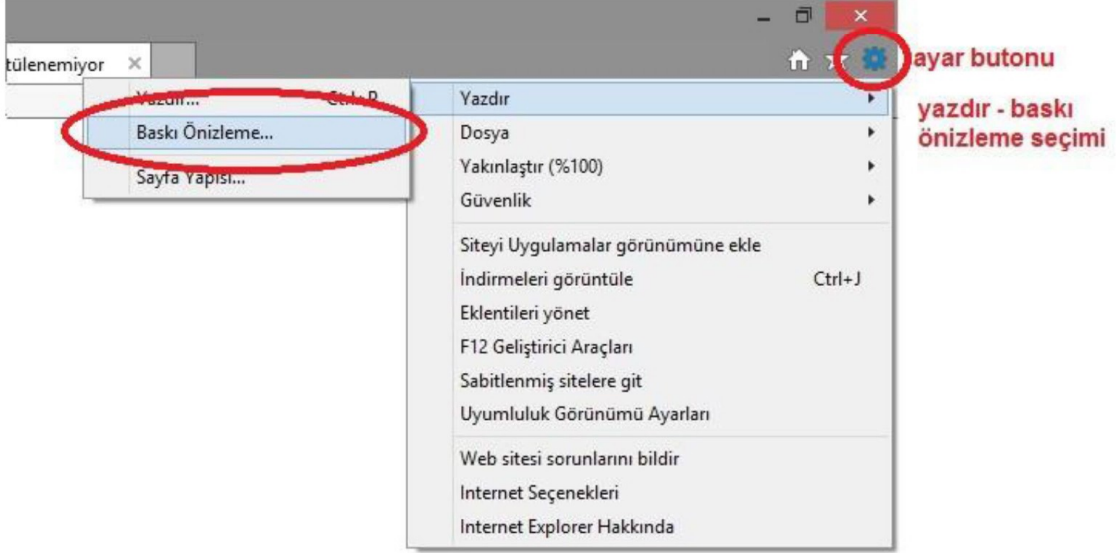 tülenemiyor
ayar butonu
yazdır - baskı
önizleme seçimi
Yazdır... Ctrl+P
Baskı Önizleme...
Sayfa Yapısı...
Yazdır
Dosya
Yakınlaştır (%100)
Güvenlik
Siteyi Uygulamalar görünümüne ekle
İndirmeleri görüntüle Ctrl+J
Eklentileri yönet
F12 Geliştirici Araçları
Sabitlenmiş sitelere git
Uyumluluk Görünümü Ayarları
Web sitesi sorunlarını bildir
Internet Seçenekleri
Internet Explorer Hakkında